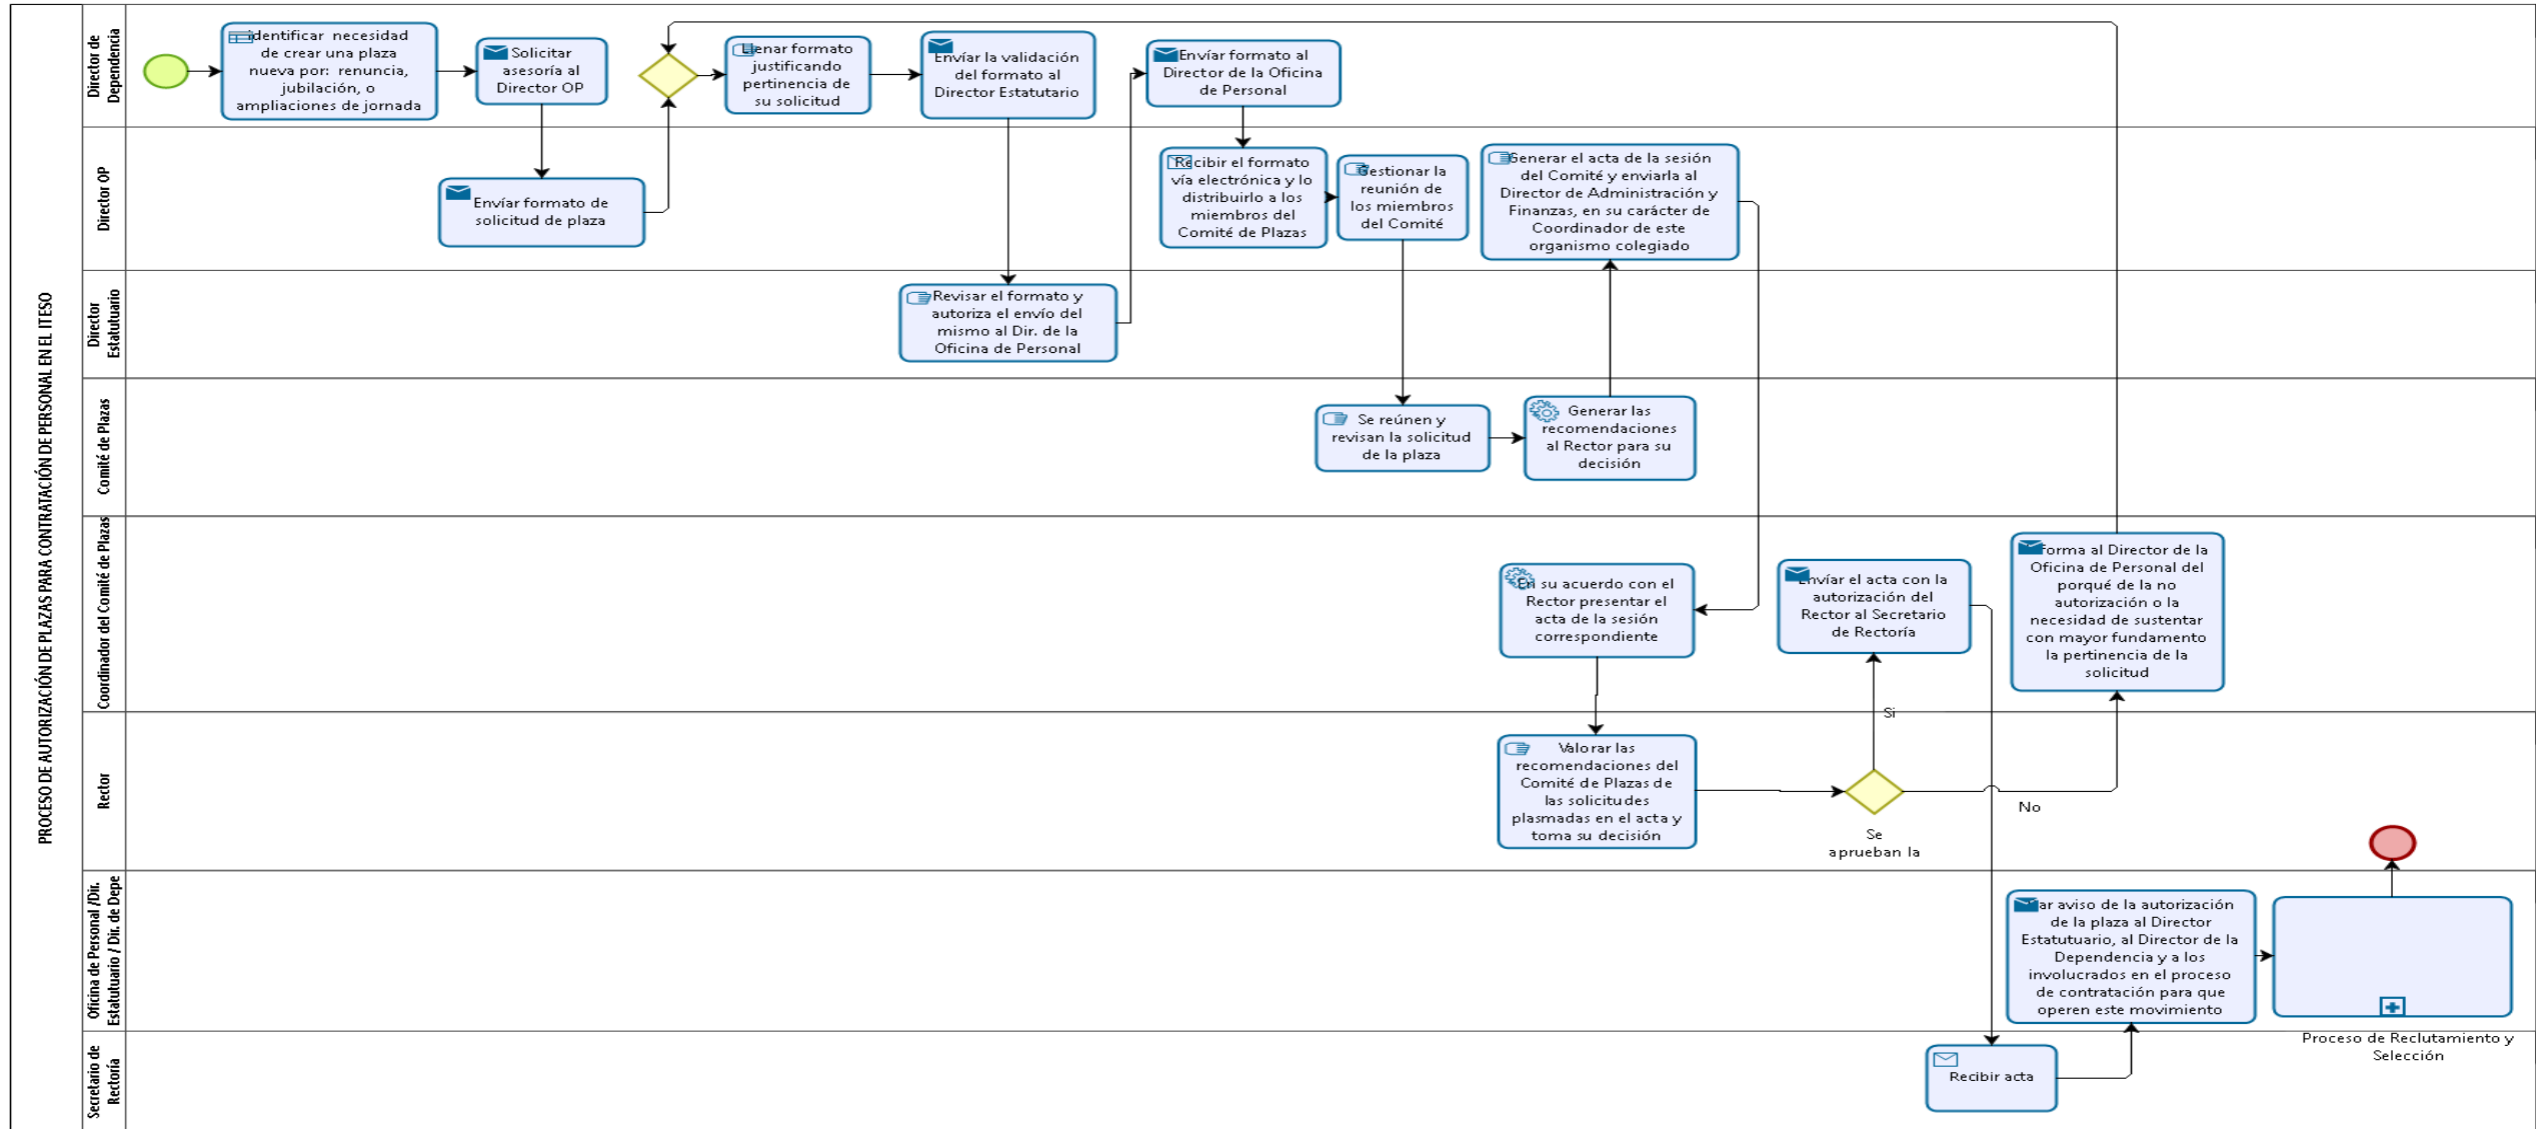 PROCESO DE AUTORIZACIÓN DE PLAZAS PARA CONTRATACIÓN DE PERSONAL EN EL ITESO
Director de
Dependencia
identificar necesidad
de crear una plaza
nueva por: renuncia,
jubilación, o
ampliaciones de jornada
Solicitar
asesoría al
Director OP
Llenar formato
justificando
pertinencia de
su solicitud
Envíar la validación
del formato al
Director Estatutario
Envíar formato al
Director de la Oficina
de Personal
Director OP
Envíar formato de
solicitud de plaza
Recibir el formato
vía electrónica y lo
distribuirlo a los
miembros del
Comité de Plazas
Gestionar la
reunión de
los miembros
del Comité
Generar el acta de la sesión
del Comité y enviarla al
Director de Administración y
Finanzas, en su carácter de
Coordinador de este
organismo colegiado
Director
Estatutuario
Revisar el formato y
autoriza el envío del
mismo al Dir. de la
Oficina de Personal
Comité de Plazas
Se reúnen y
revisan la solicitud
de la plaza
Generar las
recomendaciones
al Rector para su
decisión
Coordinador del Comité de Plazas
En su acuerdo con el
Rector presentar el
acta de la sesión
correspondiente
Envíar el acta con la
autorización del
Rector al Secretario
de Rectoría
forma al Director de la
Oficina de Personal del
porqué de la no
autorización o la
necesidad de sustentar
con mayor fundamento
la pertinencia de la
solicitud
Rector
Valorar las
recomendaciones del
Comité de Plazas de
las solicitudes
plasmadas en el acta y
toma su decisión
Si
No
Se
aprueban la
Oficina de Personal /Dir.
Estatutuario / Dir. de Depe
ar aviso de la autorización
de la plaza al Director
Estatutuario, al Director de la
Dependencia y a los
involucrados en el proceso
de contratación para que
operen este movimiento
Proceso de Reclutamiento y
Selección
Secretario de
Rectoría
Recibir acta